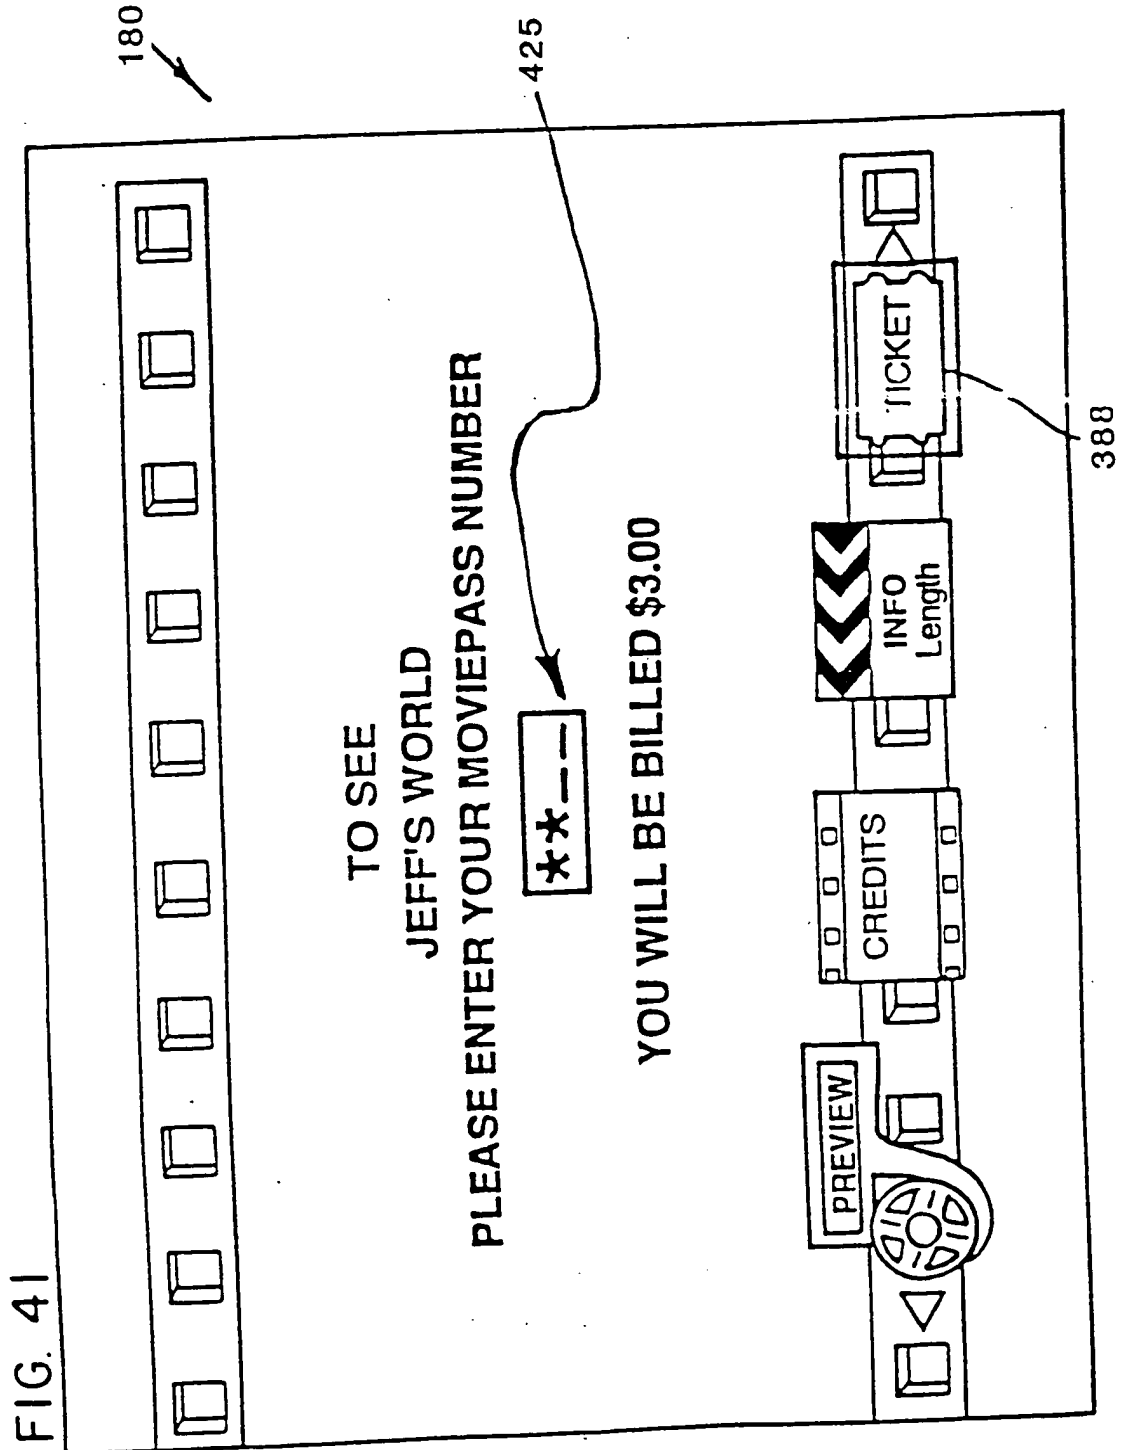 FIG. 41
180
TO SEE
JEFF'S WORLD
PLEASE ENTER YOUR MOVIEPASS NUMBER
**__
425
YOU WILL BE BILLED $3.00
PREVIEW
CREDITS
INFO
Length
TICKET
388